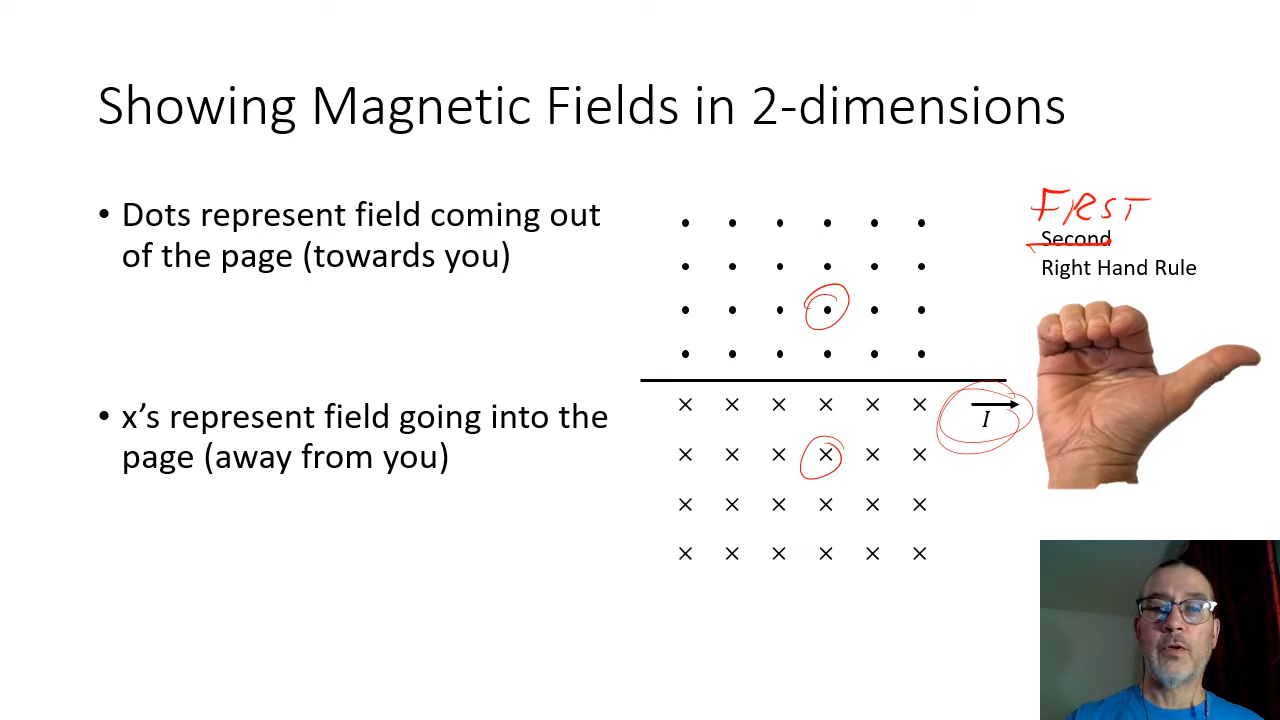 Showing Magnetic Fields in 2-dimensions
• Dots represent field coming out
of the page (towards you)
• x’s represent field going into the
page (away from you)
I
FIRST
Second
Right Hand Rule